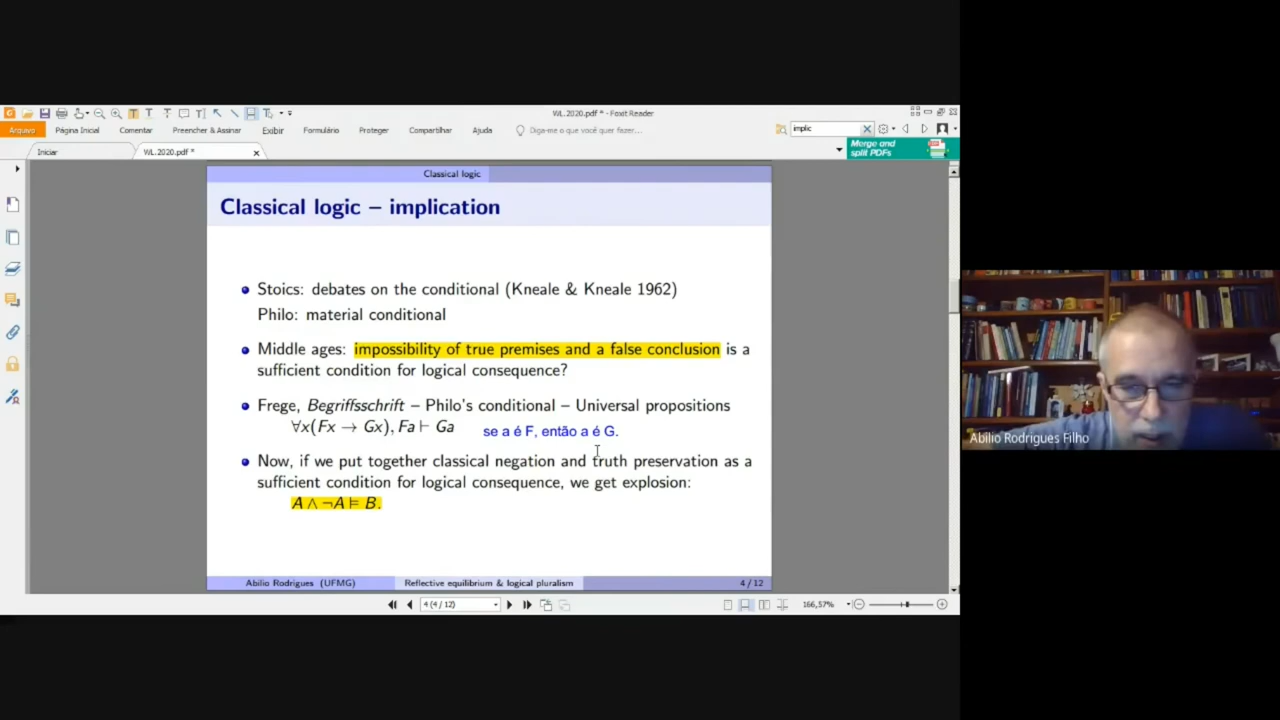 WL.2020.pdf * - Foxit Reader
Arquivo Página Inicial Comentar Preencher & Assinar Exibir Formulário Proteger Compartilhar Ajuda Diga-me o que você quer fazer... implic
Iniciar WL.2020.pdf * Merge and split PDFs
Classical logic
Classical logic – implication
Stoics: debates on the conditional (Kneale & Kneale 1962)
Philo: material conditional
Middle ages: impossibility of true premises and a false conclusion is a
sufficient condition for logical consequence?
Frege, Begriffsschrift – Philo's conditional – Universal propositions
∀x(Fx → Gx), Fa ⊢ Ga se a é F, então a é G.
Now, if we put together classical negation and truth preservation as a
sufficient condition for logical consequence, we get explosion:
A ∧ ¬A ⊨ B.
Abilio Rodrigues (UFMG) Reflective equilibrium & logical pluralism 4 / 12
4 (4 / 12) 166,57%
Abilio Rodrigues Filho